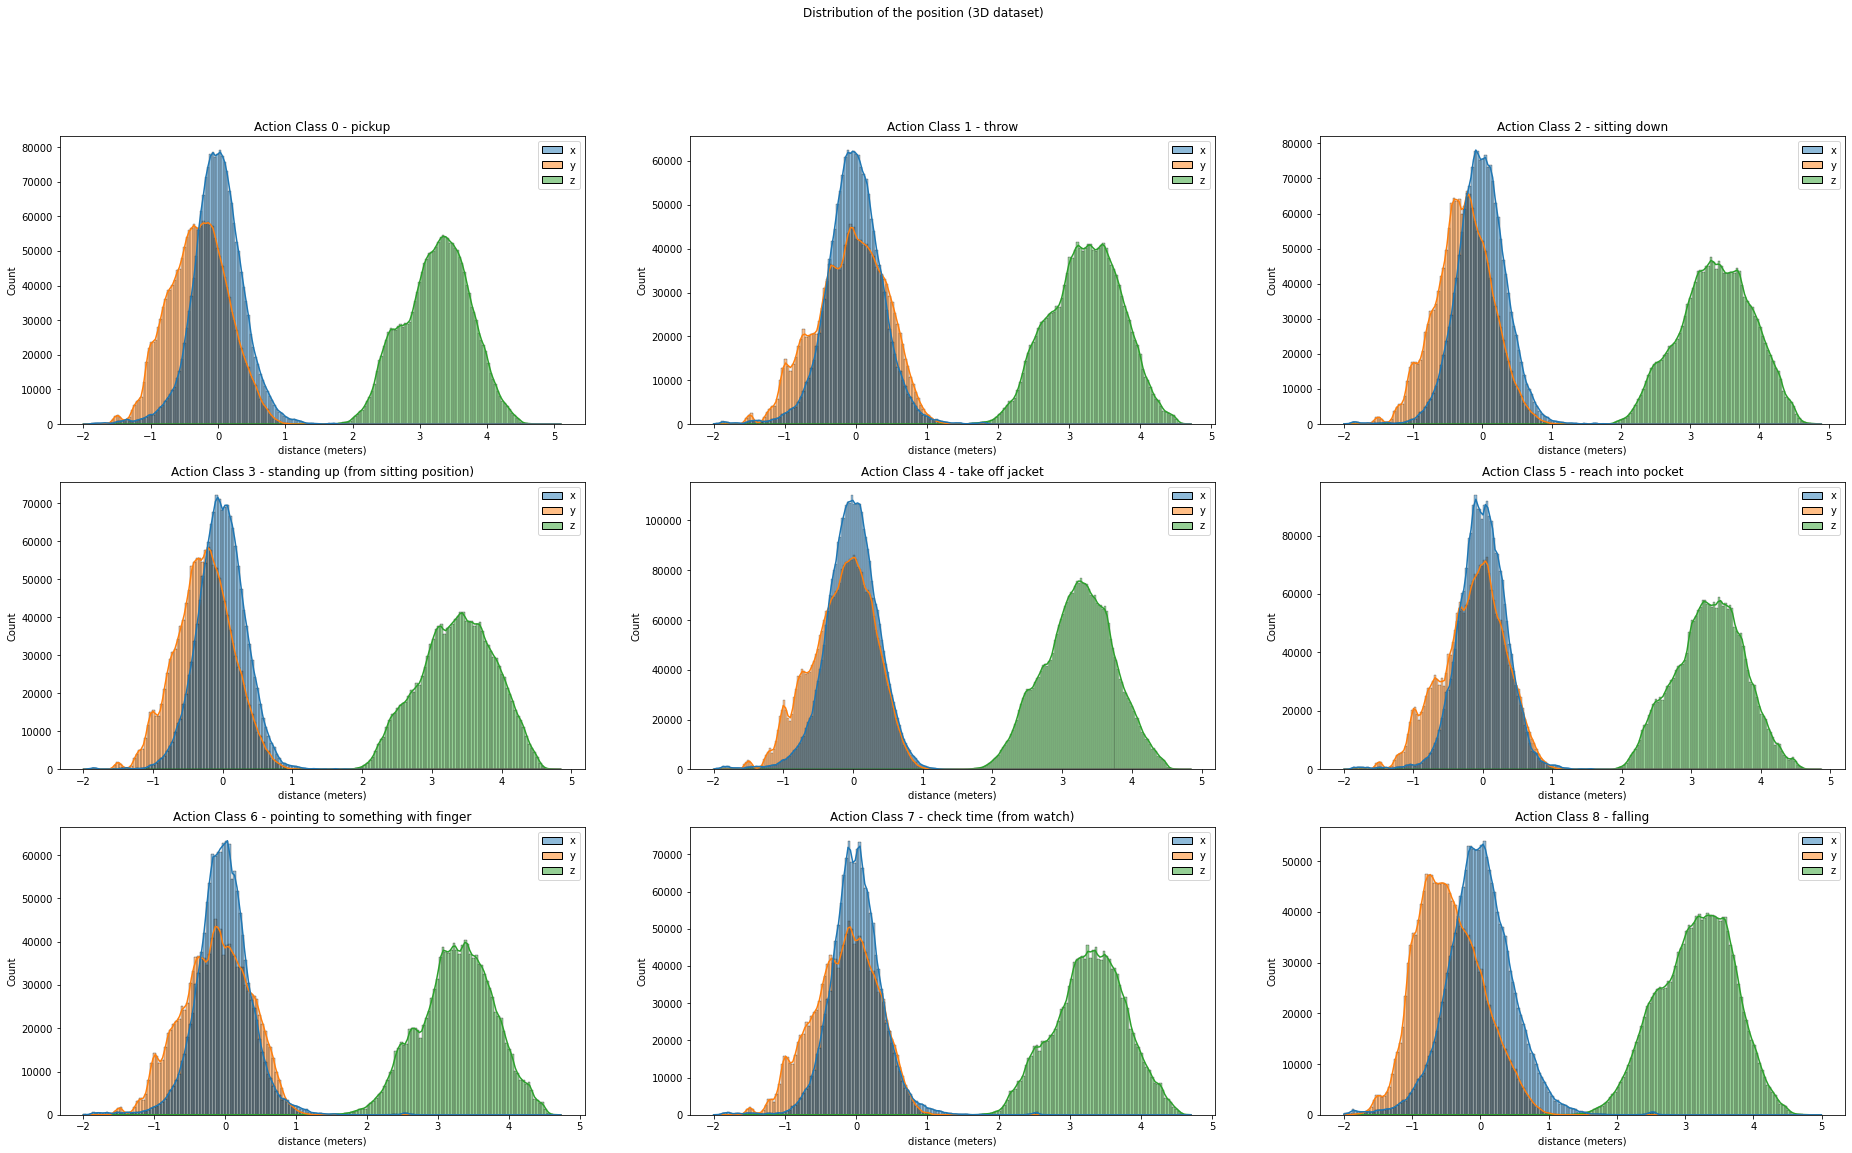 Distribution of the position (3D dataset)
Action Class 0 - pickup
Count
80000
70000
60000
50000
40000
30000
20000
10000
0
x
y
z
−2 −1 0 1 2 3 4 5
distance (meters)
Action Class 1 - throw
Count
60000
50000
40000
30000
20000
10000
0
x
y
z
−2 −1 0 1 2 3 4 5
distance (meters)
Action Class 2 - sitting down
Count
80000
70000
60000
50000
40000
30000
20000
10000
0
x
y
z
−2 −1 0 1 2 3 4 5
distance (meters)
Action Class 3 - standing up (from sitting position)
Count
70000
60000
50000
40000
30000
20000
10000
0
x
y
z
−2 −1 0 1 2 3 4 5
distance (meters)
Action Class 4 - take off jacket
Count
100000
80000
60000
40000
20000
0
x
y
z
−2 −1 0 1 2 3 4 5
distance (meters)
Action Class 5 - reach into pocket
Count
80000
60000
40000
20000
0
x
y
z
−2 −1 0 1 2 3 4 5
distance (meters)
Action Class 6 - pointing to something with finger
Count
60000
50000
40000
30000
20000
10000
0
x
y
z
−2 −1 0 1 2 3 4 5
distance (meters)
Action Class 7 - check time (from watch)
Count
70000
60000
50000
40000
30000
20000
10000
0
x
y
z
−2 −1 0 1 2 3 4 5
distance (meters)
Action Class 8 - falling
Count
50000
40000
30000
20000
10000
0
x
y
z
−2 −1 0 1 2 3 4 5
distance (meters)